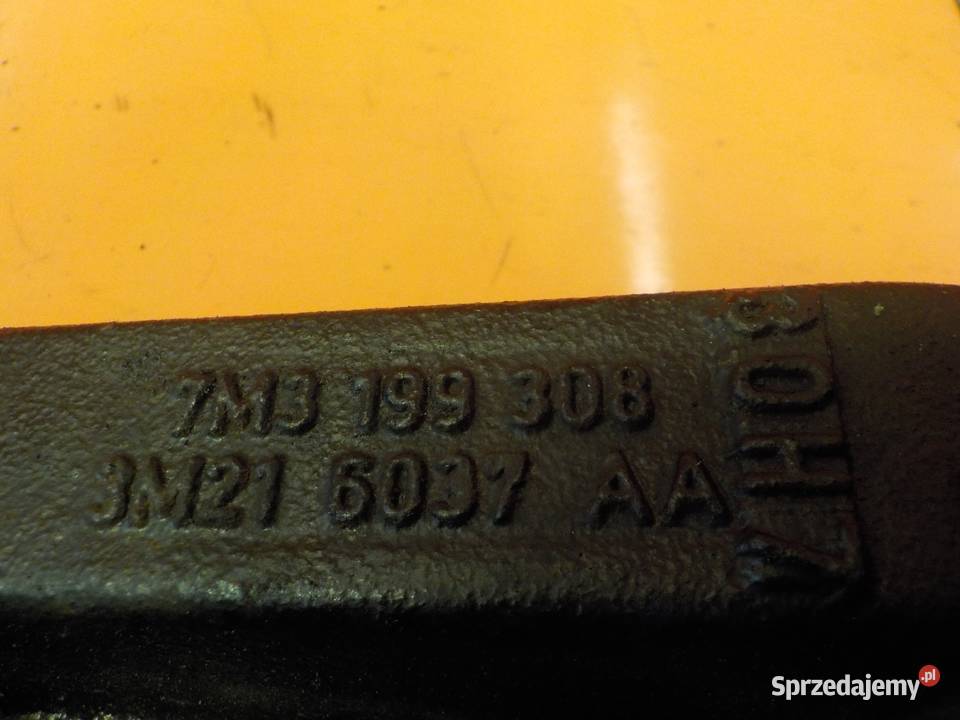 7M3 199 308
3M21 6037 AA
Sprzedajemy.pl